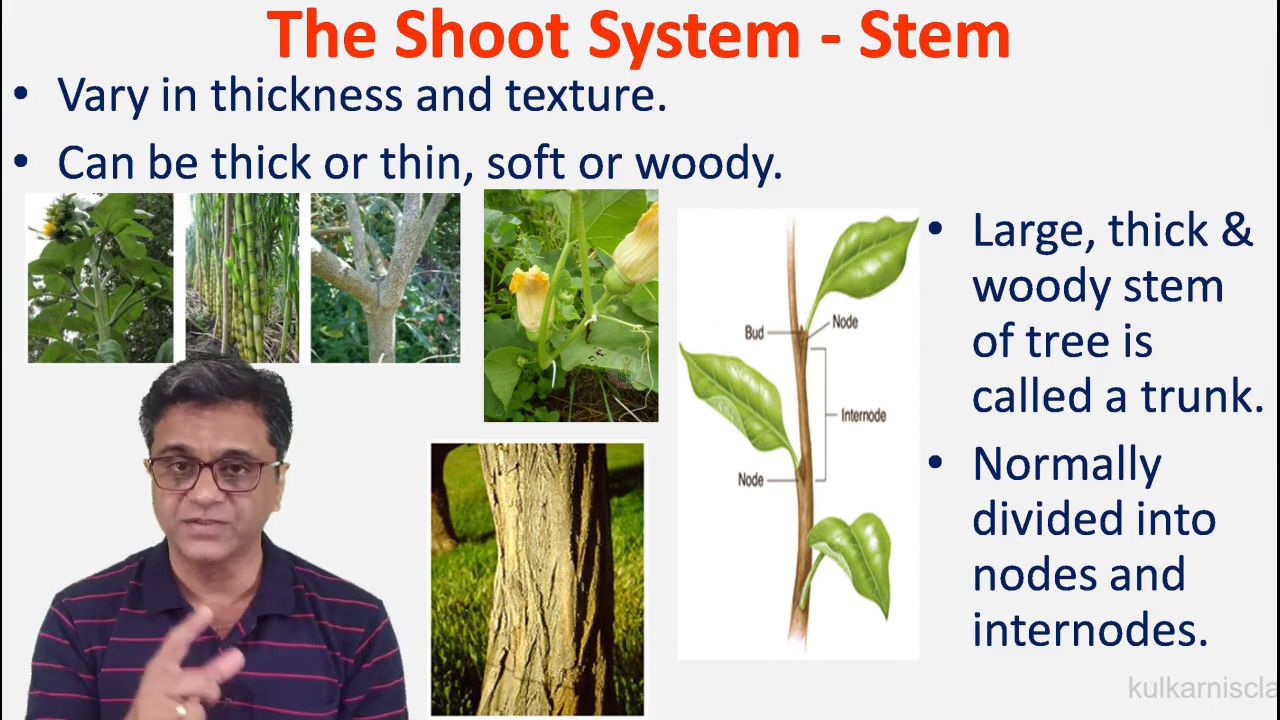 The Shoot System - Stem
• Vary in thickness and texture.
• Can be thick or thin, soft or woody.
Bud
Node
Internode
Node
• Large, thick &
woody stem
of tree is
called a trunk.
• Normally
divided into
nodes and
internodes.
kulkarniscla